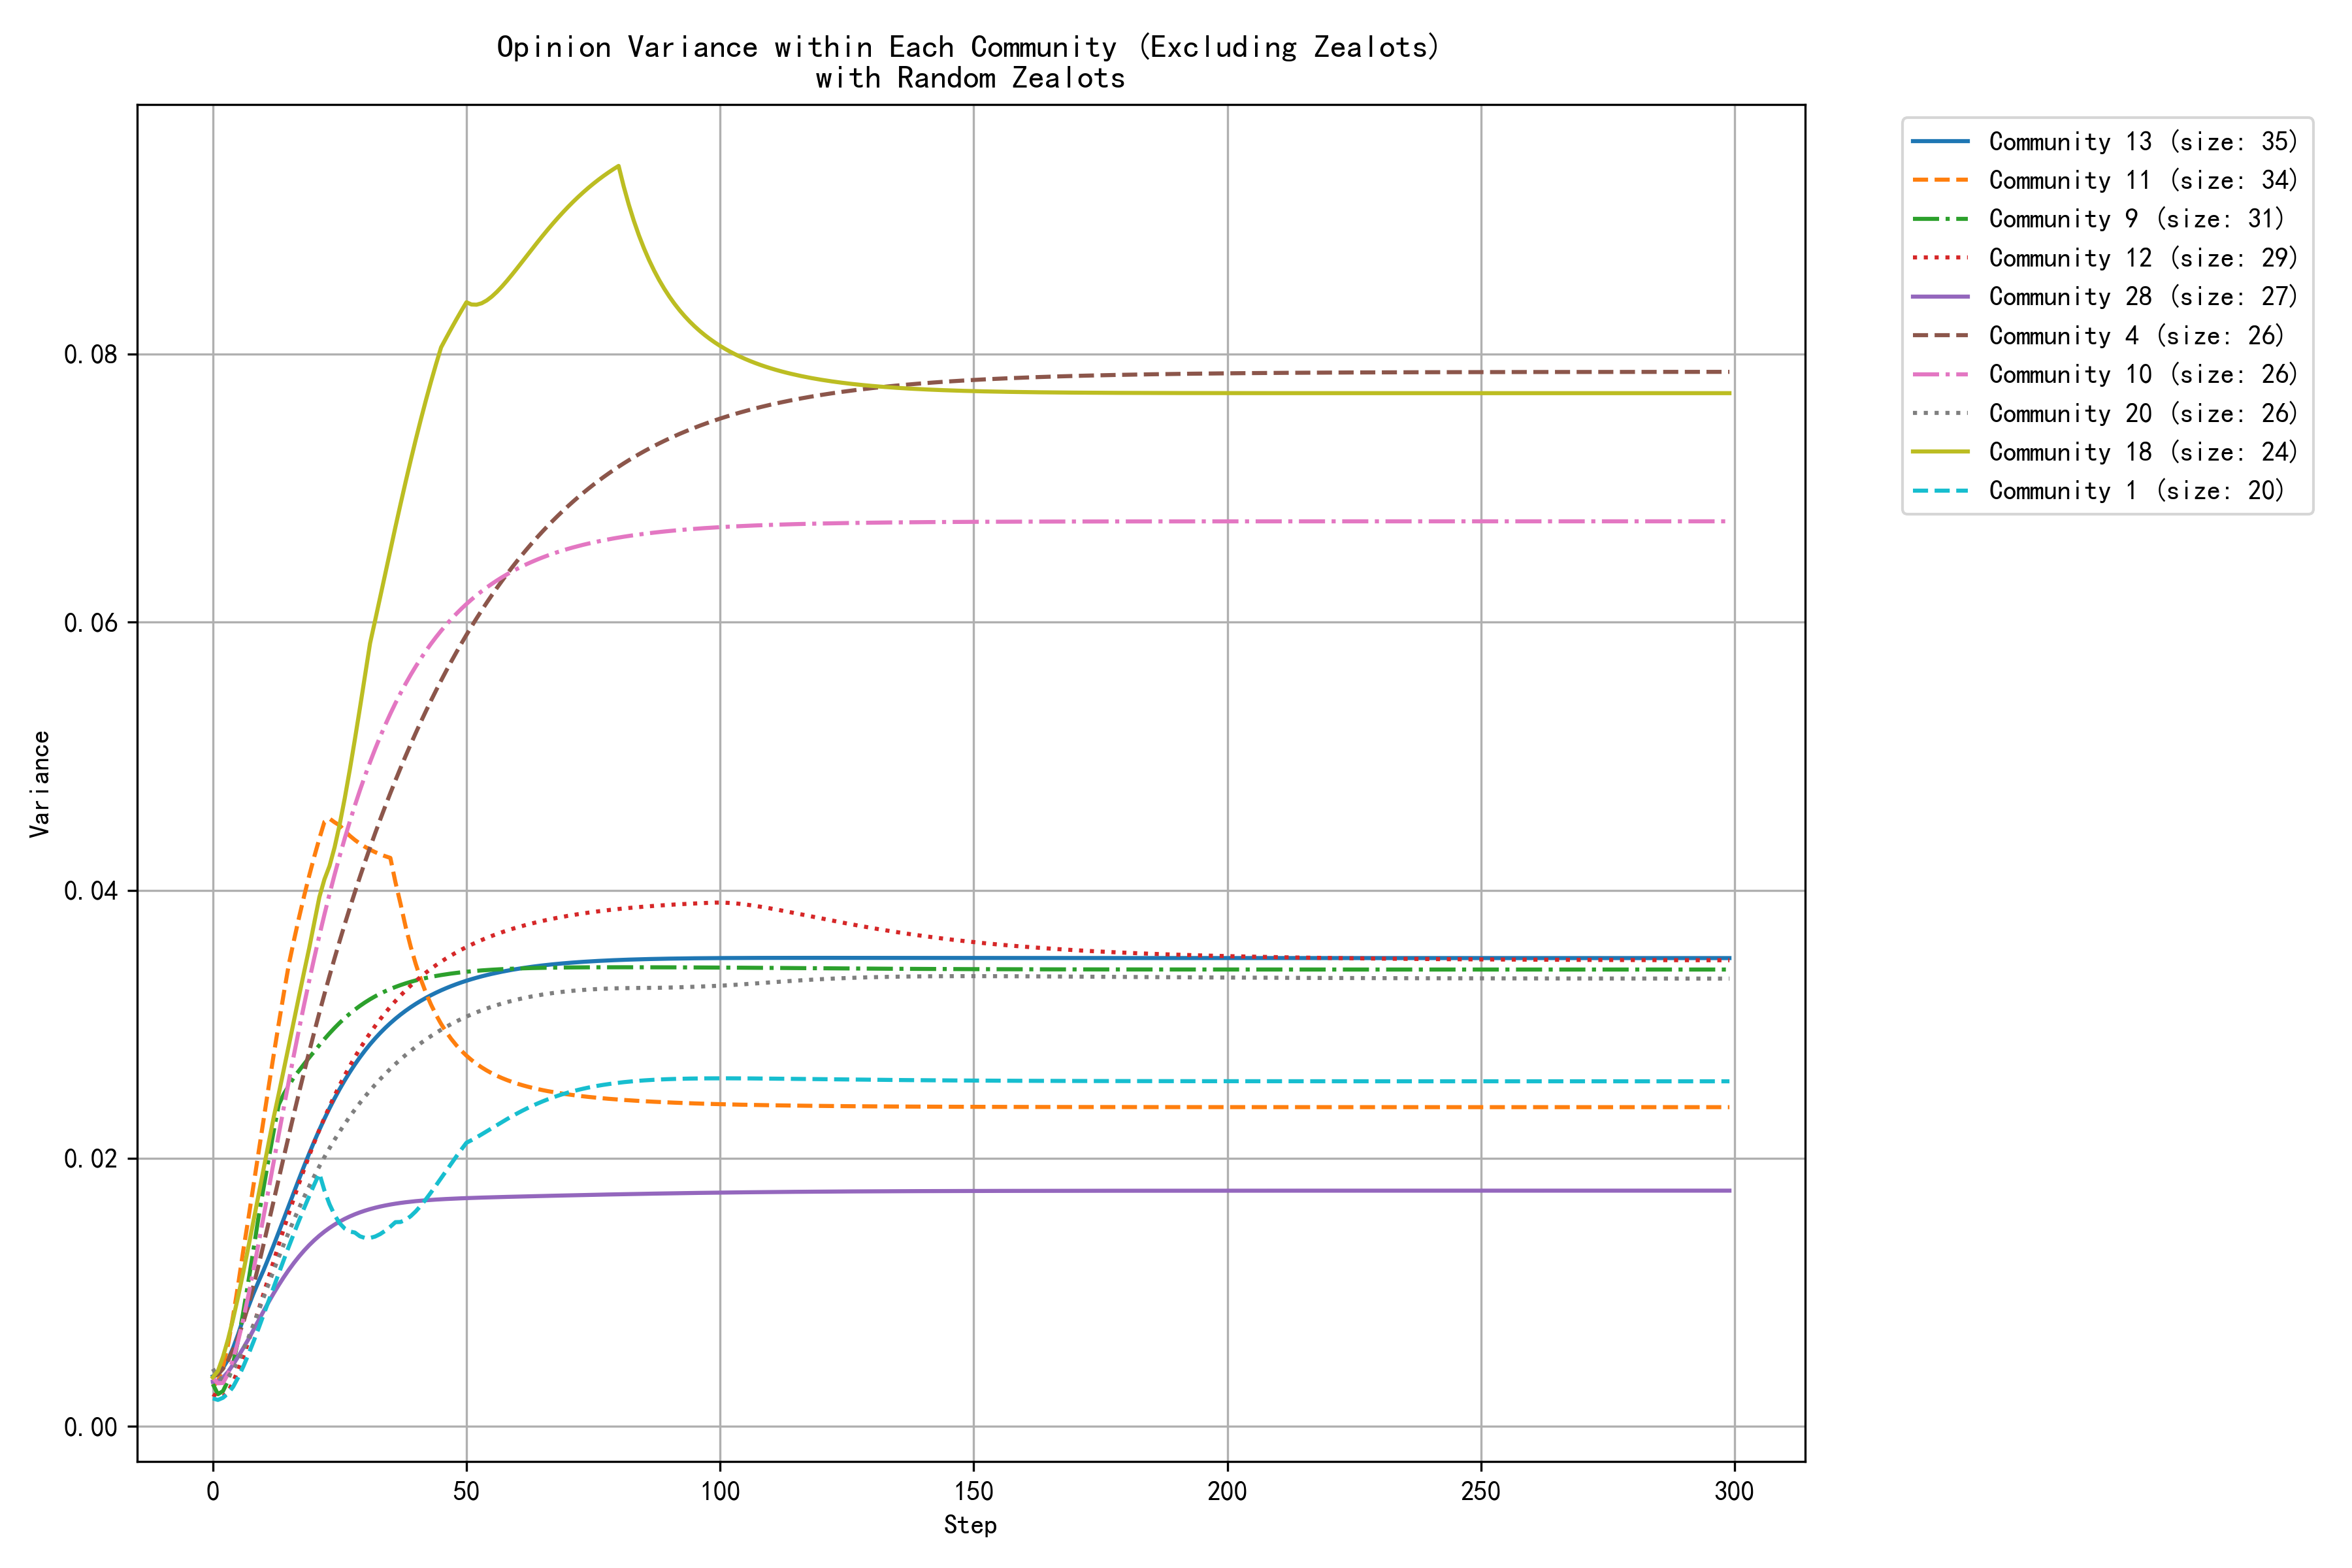 Opinion Variance within Each Community (Excluding Zealots)
with Random Zealots
Variance
0.08
0.06
0.04
0.02
0.00
0
50
100
150
200
250
300
Step
Community 13 (size: 35)
Community 11 (size: 34)
Community 9 (size: 31)
Community 12 (size: 29)
Community 28 (size: 27)
Community 4 (size: 26)
Community 10 (size: 26)
Community 20 (size: 26)
Community 18 (size: 24)
Community 1 (size: 20)